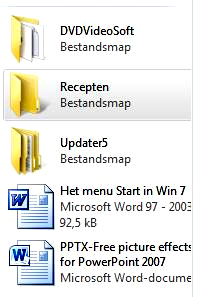 DVDVideoSoft
Bestandsmap
Recepten
Bestandsmap
Updater5
Bestandsmap
Het menu Start in Win 7
Microsoft Word 97 - 2003
92,5 kB
PPTX-Free picture effects
for PowerPoint 2007
Microsoft Word-docume